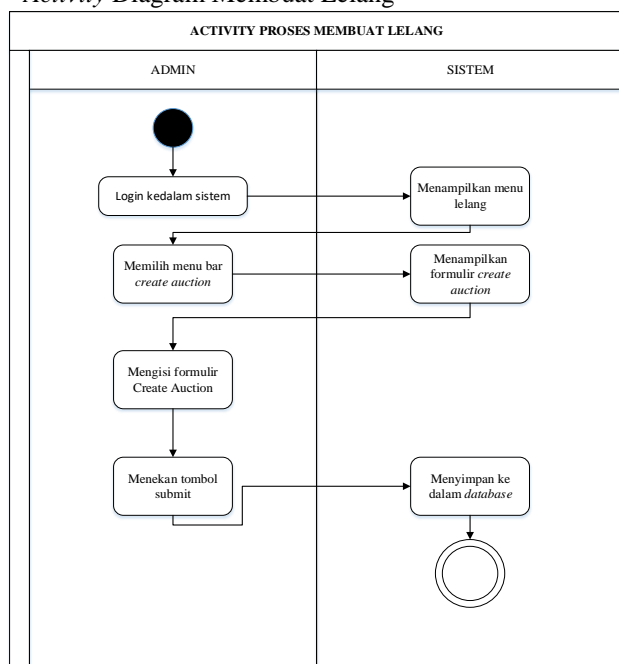 Activity Diagram Membuat Lelang
ACTIVITY PROSES MEMBUAT LELANG
ADMIN
SISTEM
Login kedalam sistem
Menampilkan menu
lelang
Memilih menu bar
create auction
Menampilkan
formulir create
auction
Mengisi formulir
Create Auction
Menekan tombol
submit
Menyimpan ke
dalam database